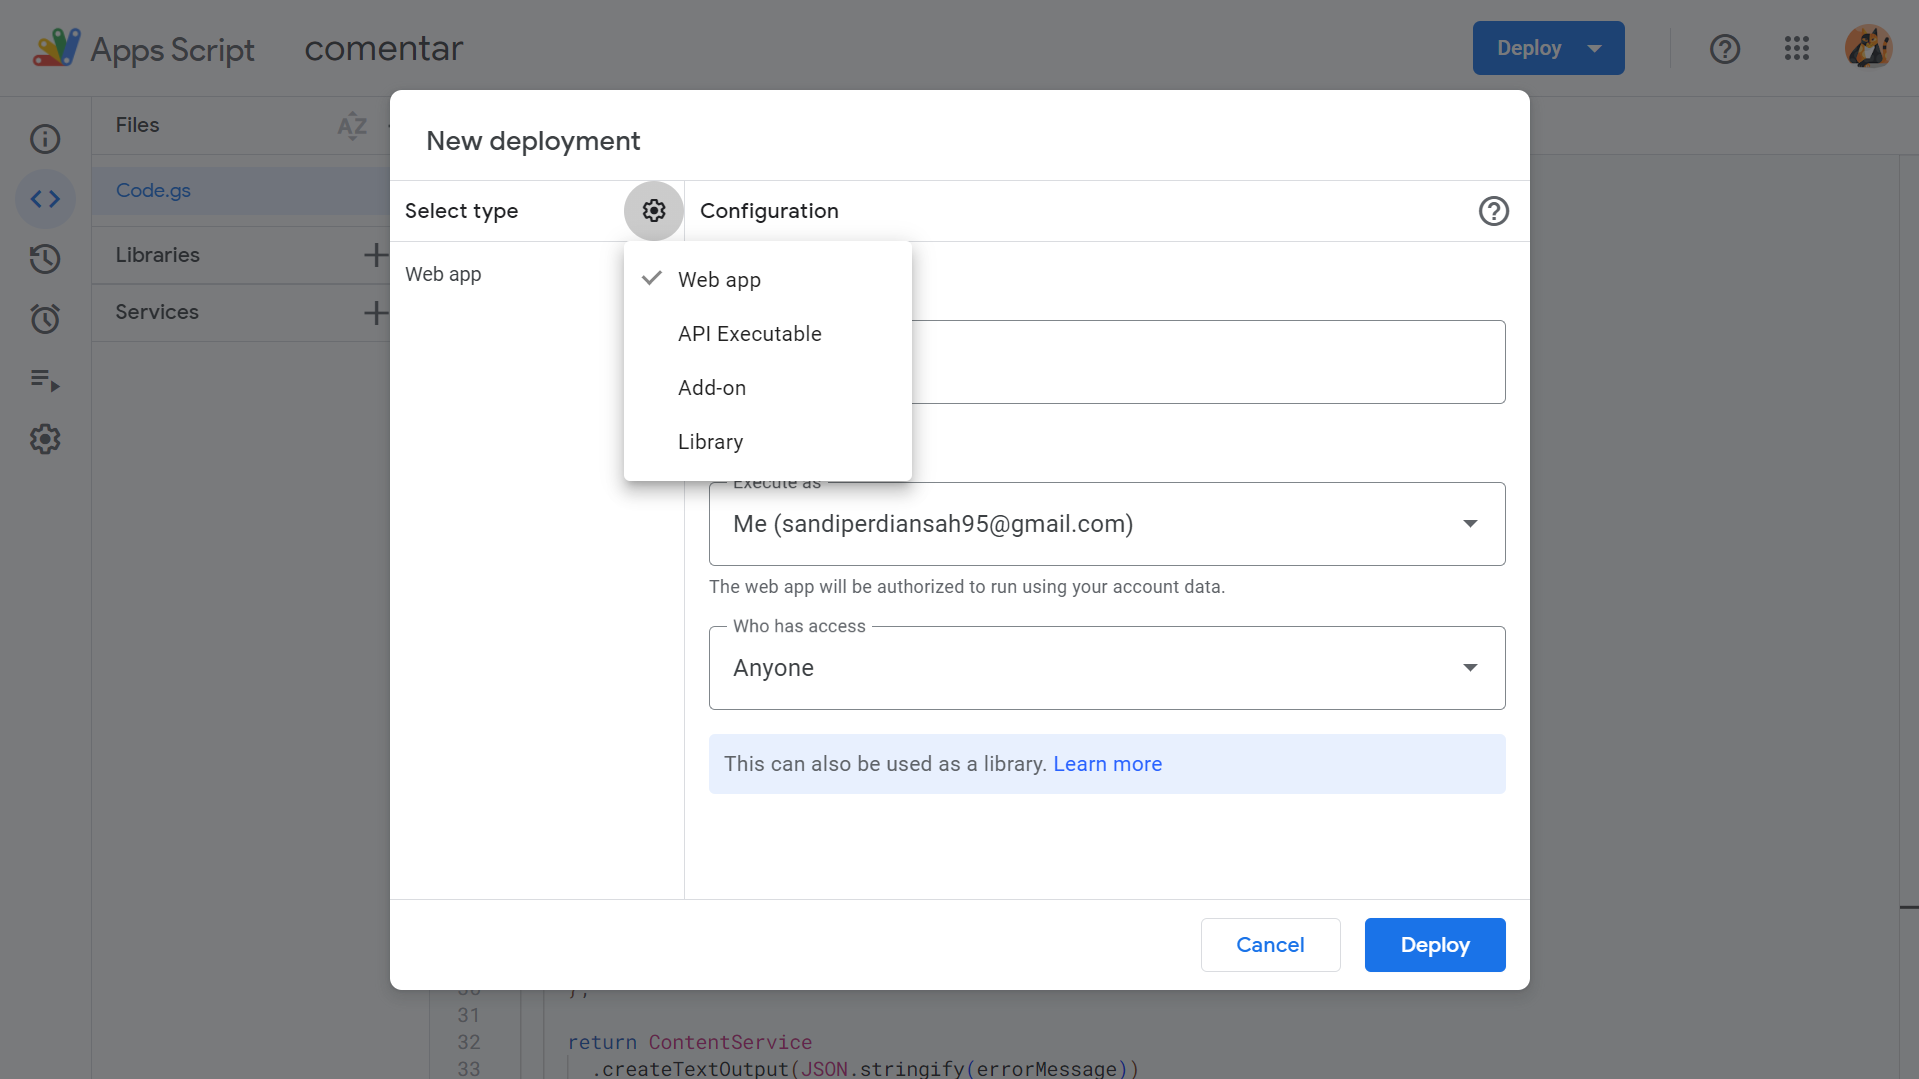 Apps Script
comentar
Deploy
Files
AZ
Code.gs
Libraries
Services
New deployment
Select type
Configuration
Web app
Web app
API Executable
Add-on
Library
Execute as
Me (sandiperdiansah95@gmail.com)
The web app will be authorized to run using your account data.
Who has access
Anyone
This can also be used as a library. Learn more
Cancel
Deploy
31
32 return ContentService
33 .createTextOutput(JSON.stringify(errorMessage))